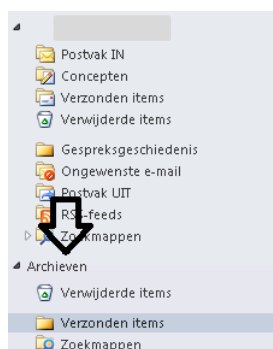 Postvak IN
Concepten
Verzonden items
Verwijderde items
Gespreksgeschiedenis
Ongewenste e-mail
Postvak UIT
RSS-feeds
Zoekmappen
Archieven
Verwijderde items
Verzonden items
Zoekmappen